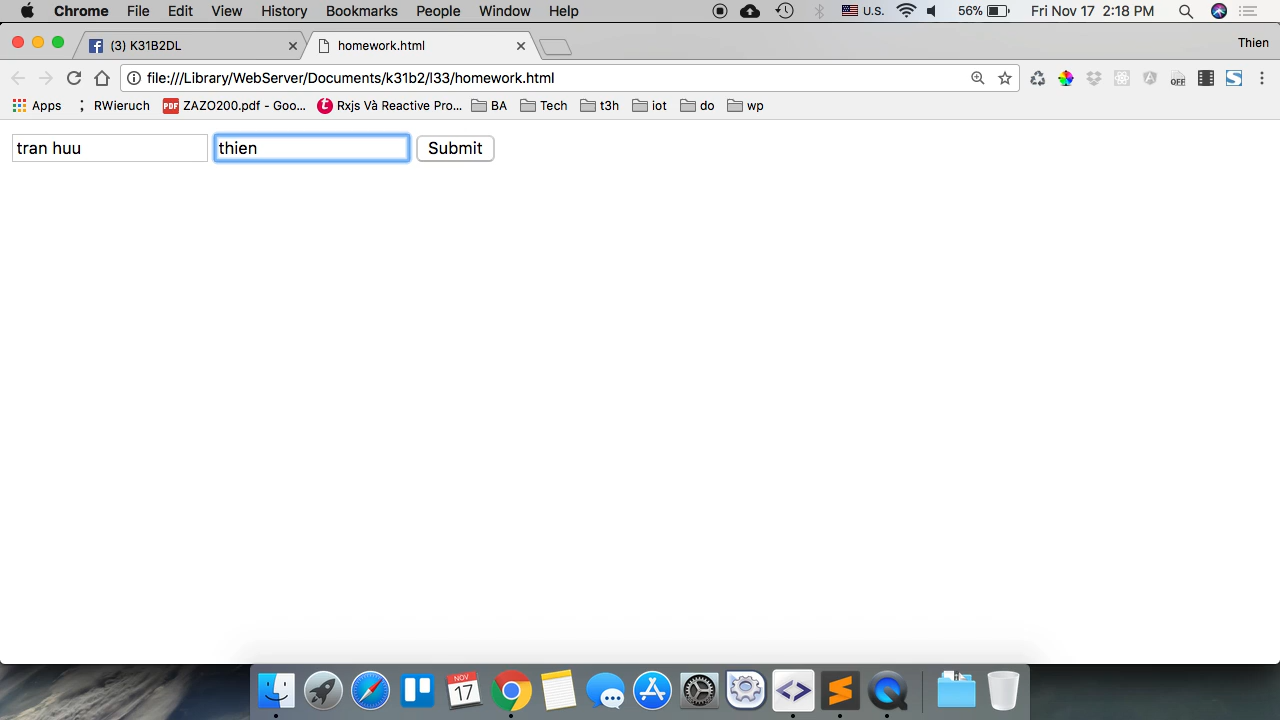 Chrome File Edit View History Bookmarks People Window Help U.S. 56% Fri Nov 17 2:18 PM
(3) K31B2DL homework.html Thien
file:///Library/WebServer/Documents/k31b2/l33/homework.html OFF
Apps RWieruch PDF ZAZO200.pdf - Goo... Rxjs Và Reactive Pro... BA Tech t3h iot do wp
tran huu thien Submit
NOV
17